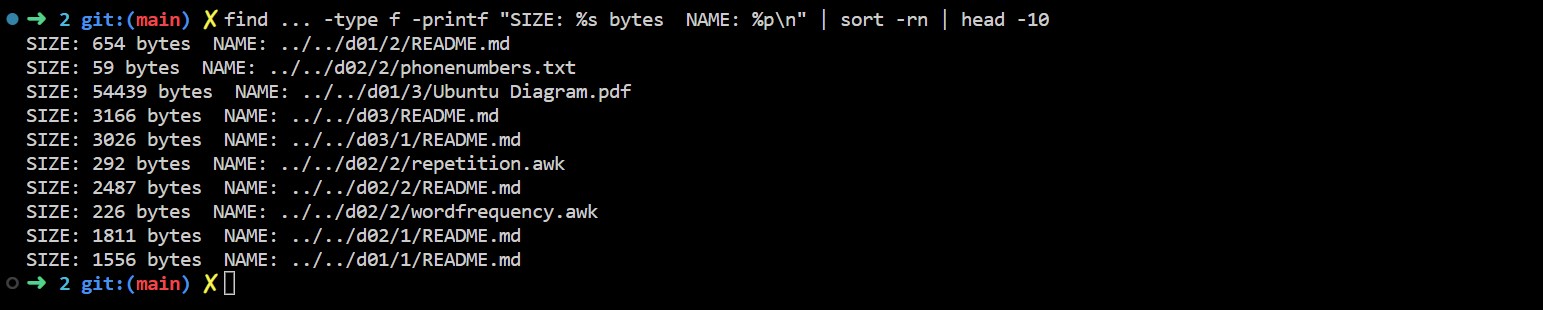 ➜ 2 git:(main) ✗ find ... -type f -printf "SIZE: %s bytes  NAME: %p\n" | sort -rn | head -10
SIZE: 654 bytes  NAME: ../../d01/2/README.md
SIZE: 59 bytes  NAME: ../../d02/2/phonenumbers.txt
SIZE: 54439 bytes  NAME: ../../d01/3/Ubuntu Diagram.pdf
SIZE: 3166 bytes  NAME: ../../d03/README.md
SIZE: 3026 bytes  NAME: ../../d03/1/README.md
SIZE: 292 bytes  NAME: ../../d02/2/repetition.awk
SIZE: 2487 bytes  NAME: ../../d02/2/README.md
SIZE: 226 bytes  NAME: ../../d02/2/wordfrequency.awk
SIZE: 1811 bytes  NAME: ../../d02/1/README.md
SIZE: 1556 bytes  NAME: ../../d01/1/README.md
➜ 2 git:(main) ✗